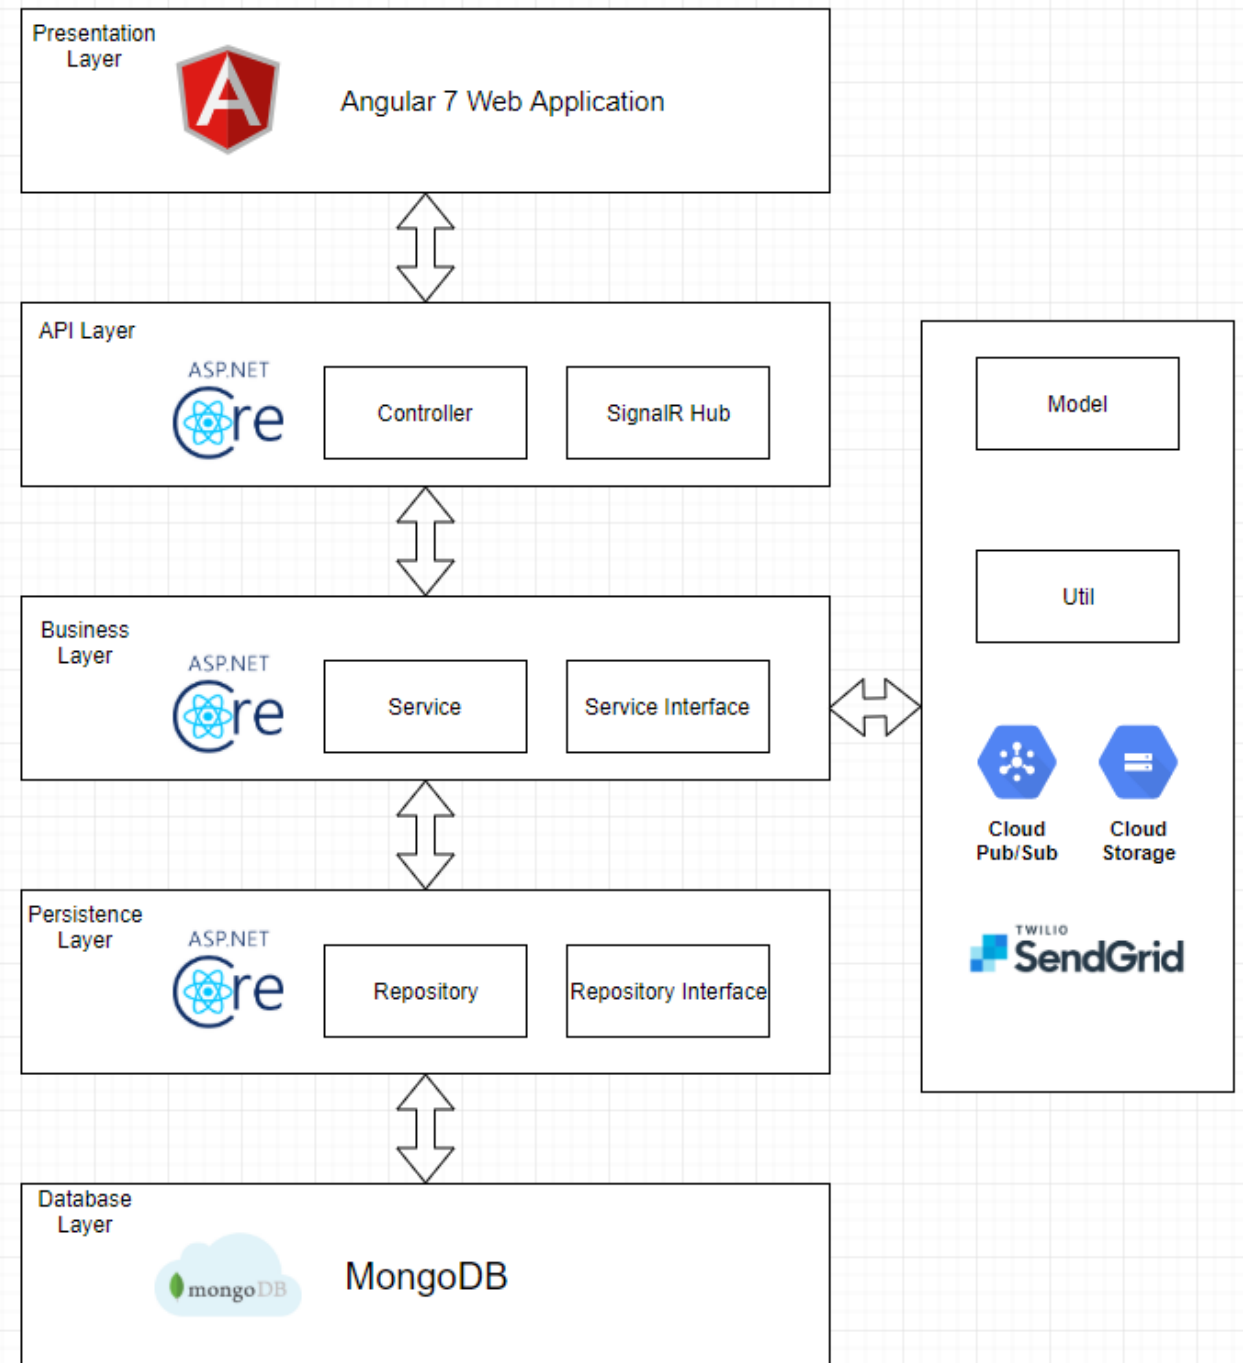 Presentation
Layer
Angular 7 Web Application
API Layer
ASP.NET
Core
Controller
SignalR Hub
Model
Util
Business
Layer
ASP.NET
Core
Service
Service Interface
Cloud
Pub/Sub
Cloud
Storage
Persistence
Layer
ASP.NET
Core
Repository
Repository Interface
TWILIO
SendGrid
Database
Layer
mongoDB
MongoDB